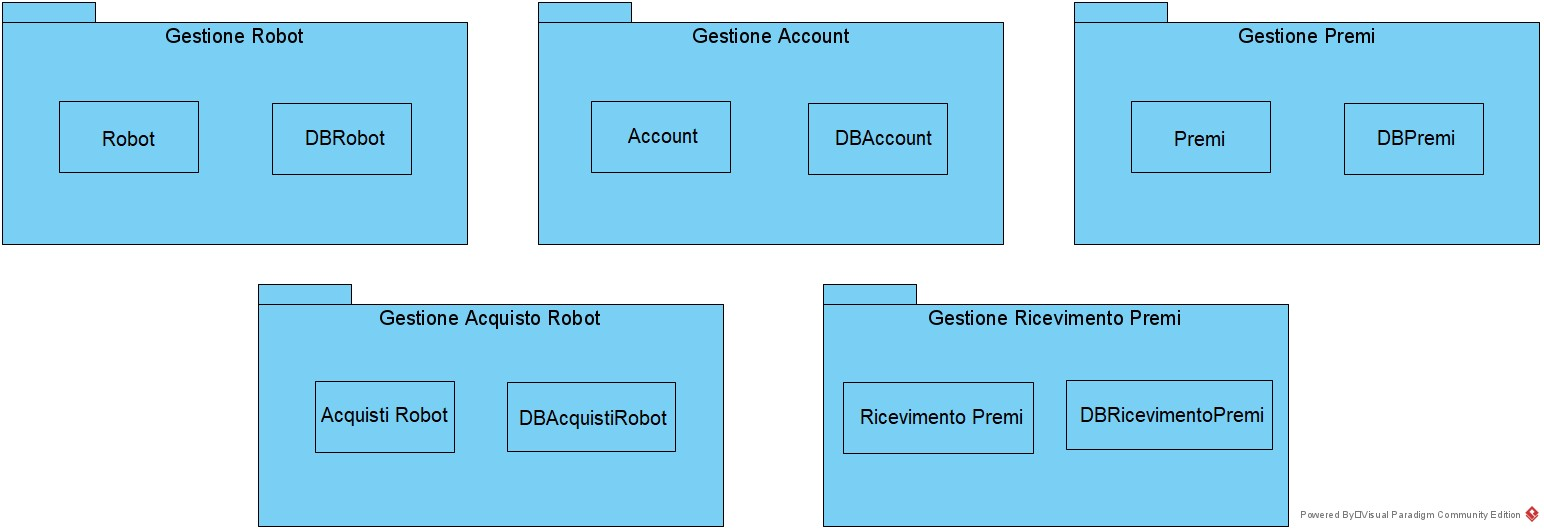 Gestione Robot
Gestione Account
Gestione Premi
Robot
DBRobot
Account
DBAccount
Premi
DBPremi
Gestione Acquisto Robot
Gestione Ricevimento Premi
Acquisti Robot
DBAcquistiRobot
Ricevimento Premi
DBRicevimentoPremi
Powered By Visual Paradigm Community Edition